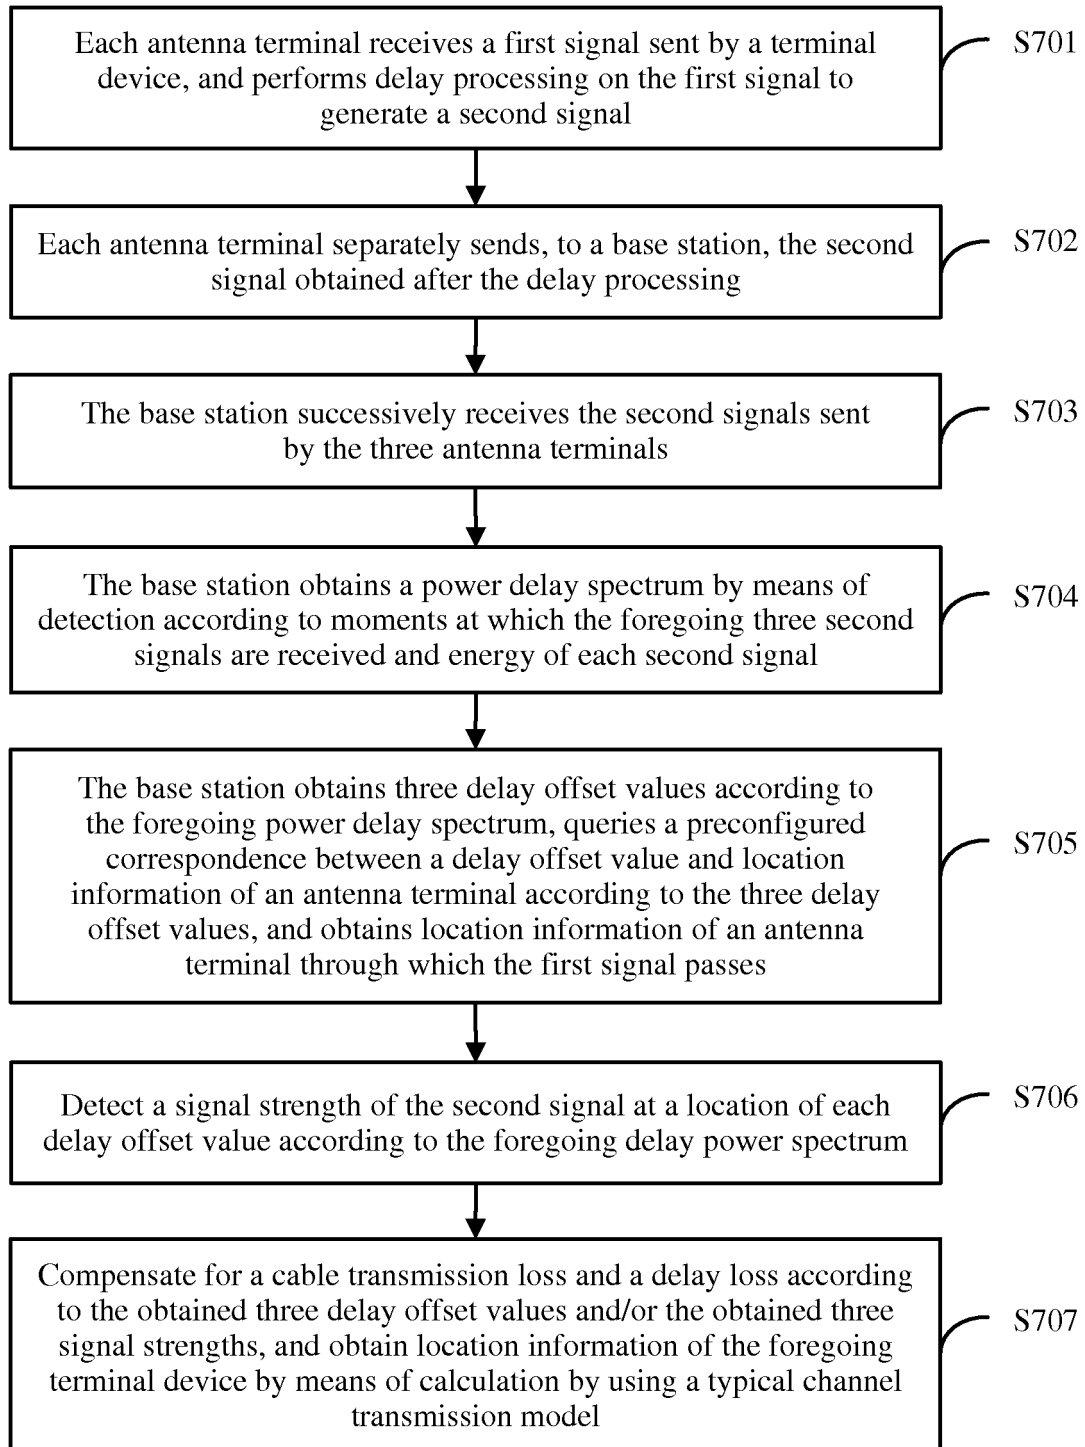 Each antenna terminal receives a first signal sent by a terminal
device, and performs delay processing on the first signal to
generate a second signal
S701
Each antenna terminal separately sends, to a base station, the second
signal obtained after the delay processing
S702
The base station successively receives the second signals sent
by the three antenna terminals
S703
The base station obtains a power delay spectrum by means of
detection according to moments at which the foregoing three second
signals are received and energy of each second signal
S704
The base station obtains three delay offset values according to
the foregoing power delay spectrum, queries a preconfigured
correspondence between a delay offset value and location
information of an antenna terminal according to the three delay
offset values, and obtains location information of an antenna
terminal through which the first signal passes
S705
Detect a signal strength of the second signal at a location of each
delay offset value according to the foregoing delay power spectrum
S706
Compensate for a cable transmission loss and a delay loss according
to the obtained three delay offset values and/or the obtained three
signal strengths, and obtain location information of the foregoing
terminal device by means of calculation by using a typical channel
transmission model
S707